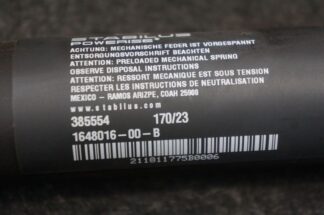 STABILUS
POWERISE
ACHTUNG: MECHANISCHE FEDER IST VORGESPANNT
ENTSORGUNGSVORSCHRIFT BEACHTEN
ATTENTION: PRELOADED MECHANICAL SPRING
OBSERVE DISPOSAL INSTRUCTIONS
ATTENTION: RESSORT MECANIQUE EST SOUS TENSION
RESPECTER LES INSTRUCTIONS DE NEUTRALISATION
MEXICO - RAMOS ARIZPE, COAH 25900
www.stabilus.com
385554 170/23
1648016-00-B
211811775B0006